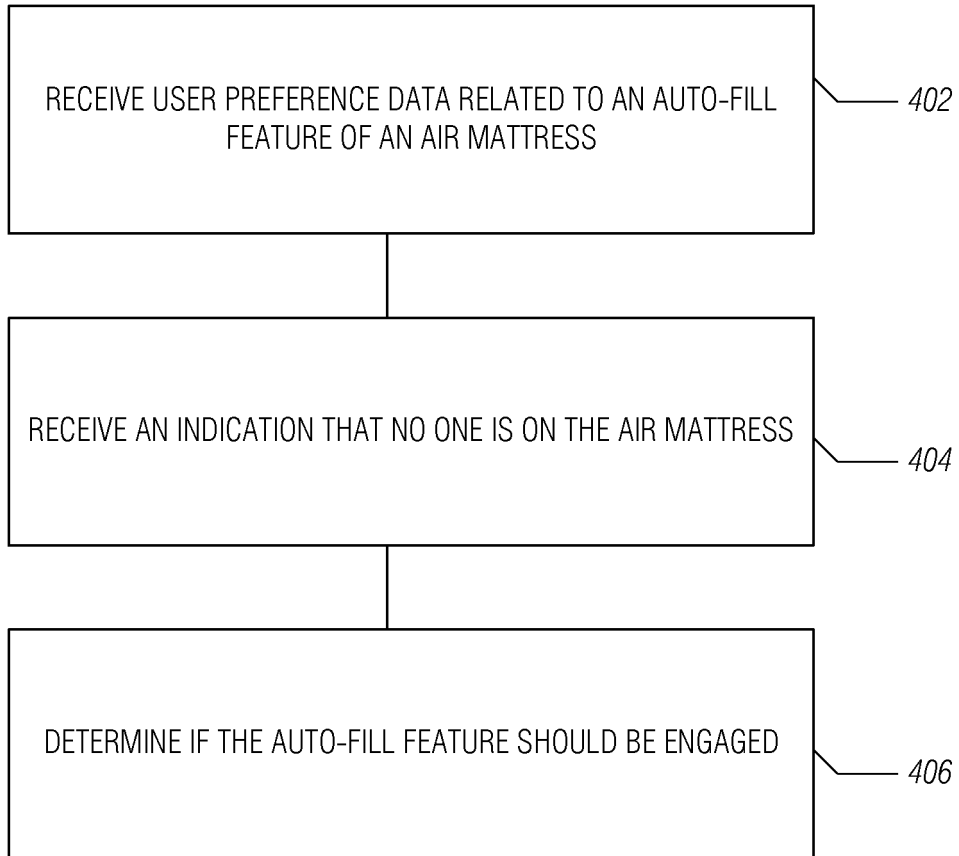 RECEIVE USER PREFERENCE DATA RELATED TO AN AUTO-FILL
FEATURE OF AN AIR MATTRESS
402
RECEIVE AN INDICATION THAT NO ONE IS ON THE AIR MATTRESS
404
DETERMINE IF THE AUTO-FILL FEATURE SHOULD BE ENGAGED
406